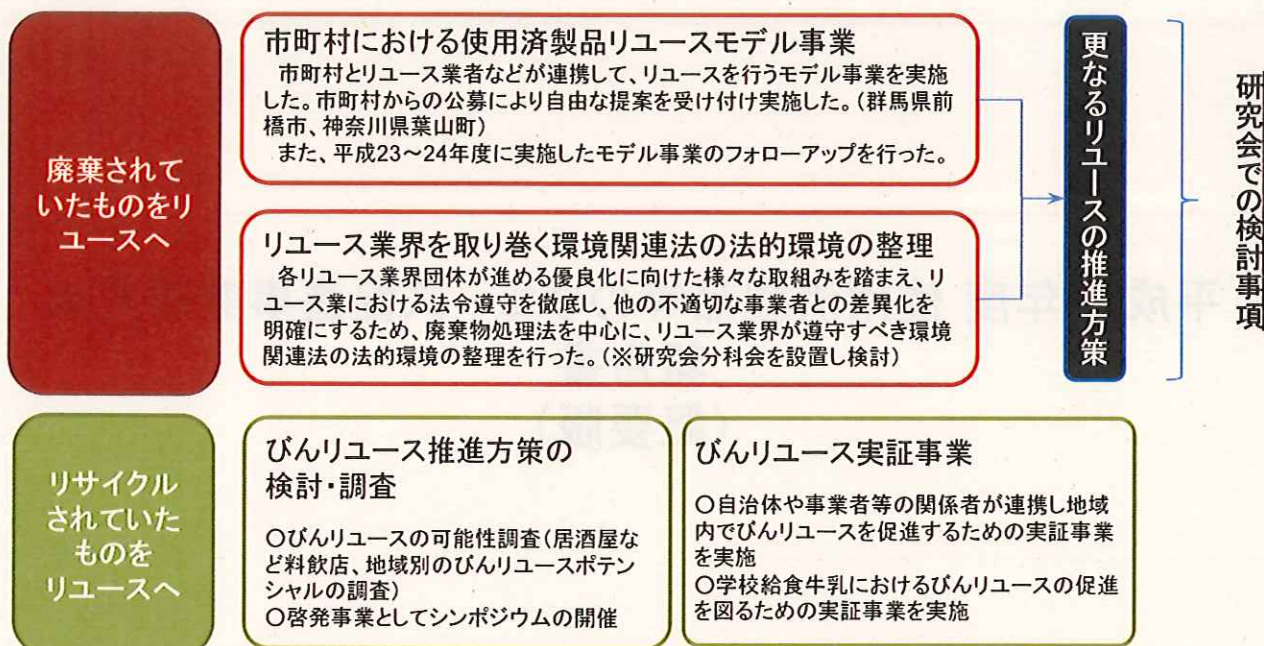 廃棄されて
いたものをリ
ユースへ
市町村における使用済製品リユースモデル事業
市町村とリユース業者などが連携して、リユースを行うモデル事業を実施
した。市町村からの公募により自由な提案を受け付け実施した。(群馬県前
橋市、神奈川県葉山町)
また、平成23～24年度に実施したモデル事業のフォローアップを行った。
リユース業界を取り巻く環境関連法の法的環境の整理
各リユース業界団体が進める優良化に向けた様々な取組みを踏まえ、リ
ユース業における法令遵守を徹底し、他の不適切な事業者との差異化を
明確にするため、廃棄物処理法を中心に、リユース業界が遵守すべき環境
関連法の法的環境の整理を行った。(※研究会分科会を設置し検討)
更なるリユースの推進方策
研究会での検討事項
リサイクル
されていた
ものを
リユースへ
びんリユース推進方策の
検討・調査
○びんリユースの可能性調査(居酒屋な
ど料飲店、地域別のびんリユースポテン
シャルの調査)
○啓発事業としてシンポジウムの開催
びんリユース実証事業
○自治体や事業者等の関係者が連携し地域
内でびんリユースを促進するための実証事業
を実施
○学校給食牛乳におけるびんリユースの促進
を図るための実証事業を実施